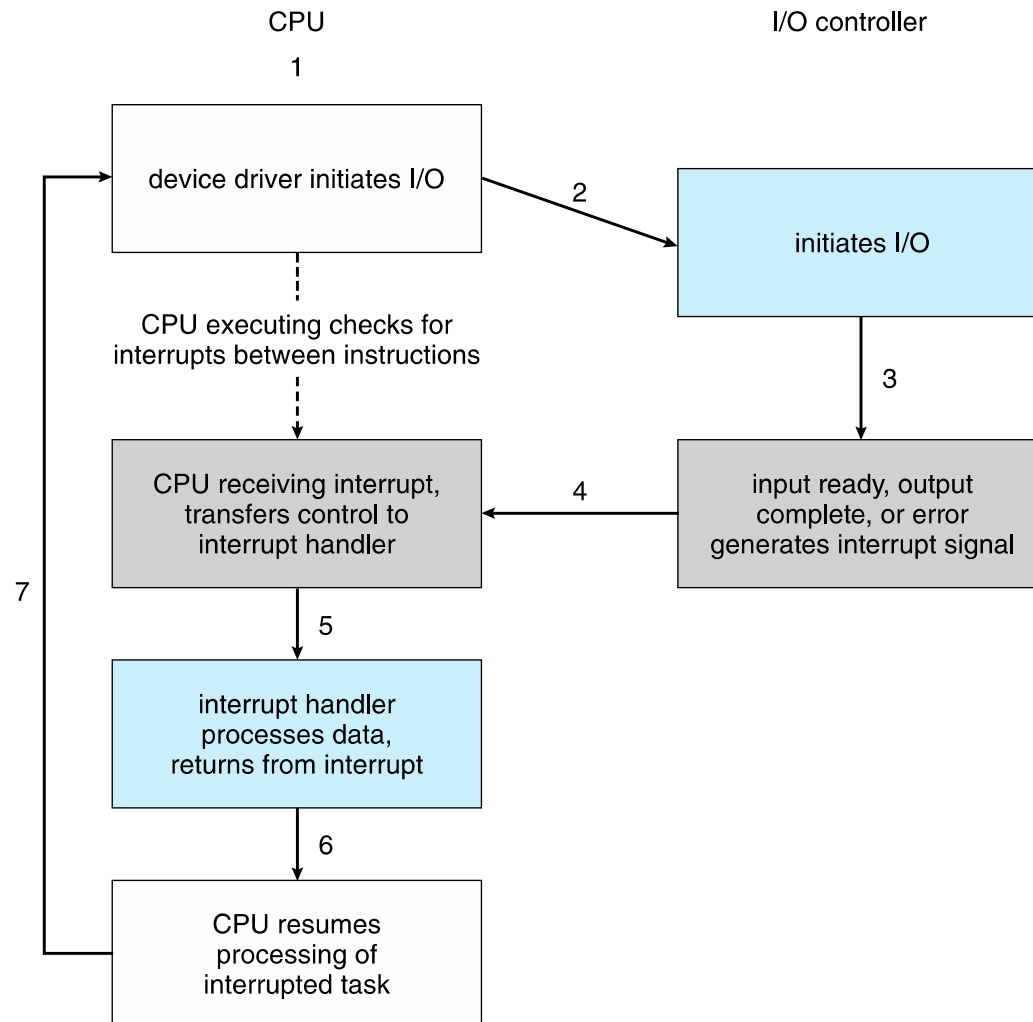 CPU
I/O controller
1
device driver initiates I/O
2
initiates I/O
CPU executing checks for
interrupts between instructions
3
CPU receiving interrupt,
transfers control to
interrupt handler
4
input ready, output
complete, or error
generates interrupt signal
7
5
interrupt handler
processes data,
returns from interrupt
6
CPU resumes
processing of
interrupted task